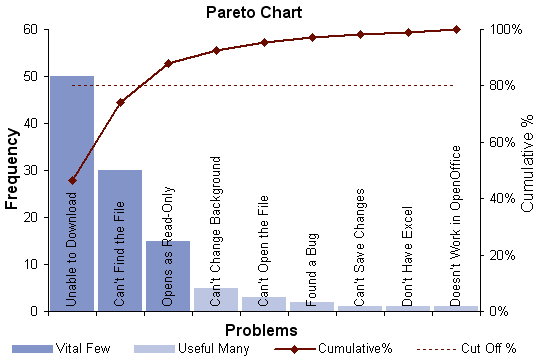 Pareto Chart
60
50
40
30
20
10
0
Frequency
100%
80%
60%
40%
20%
0%
Cumulative %
Unable to Download
Can't Find the File
Opens as Read-Only
Can't Change Background
Can't Open the File
Found a Bug
Can't Save Changes
Don't Have Excel
Doesn't Work in OpenOffice
Problems
Vital Few Useful Many Cumulative% Cut Off %